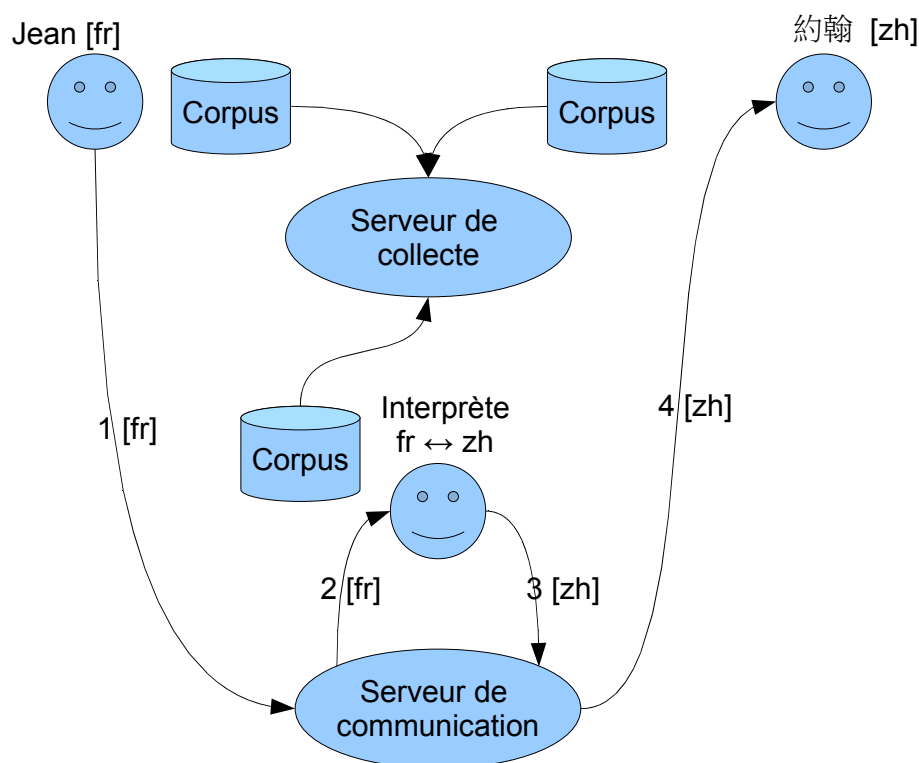 Jean [fr]
約翰 [zh]
Corpus
Corpus
Serveur de
collecte
Interprète
fr ↔ zh
4 [zh]
1 [fr]
Corpus
2 [fr]
3 [zh]
Serveur de
communication